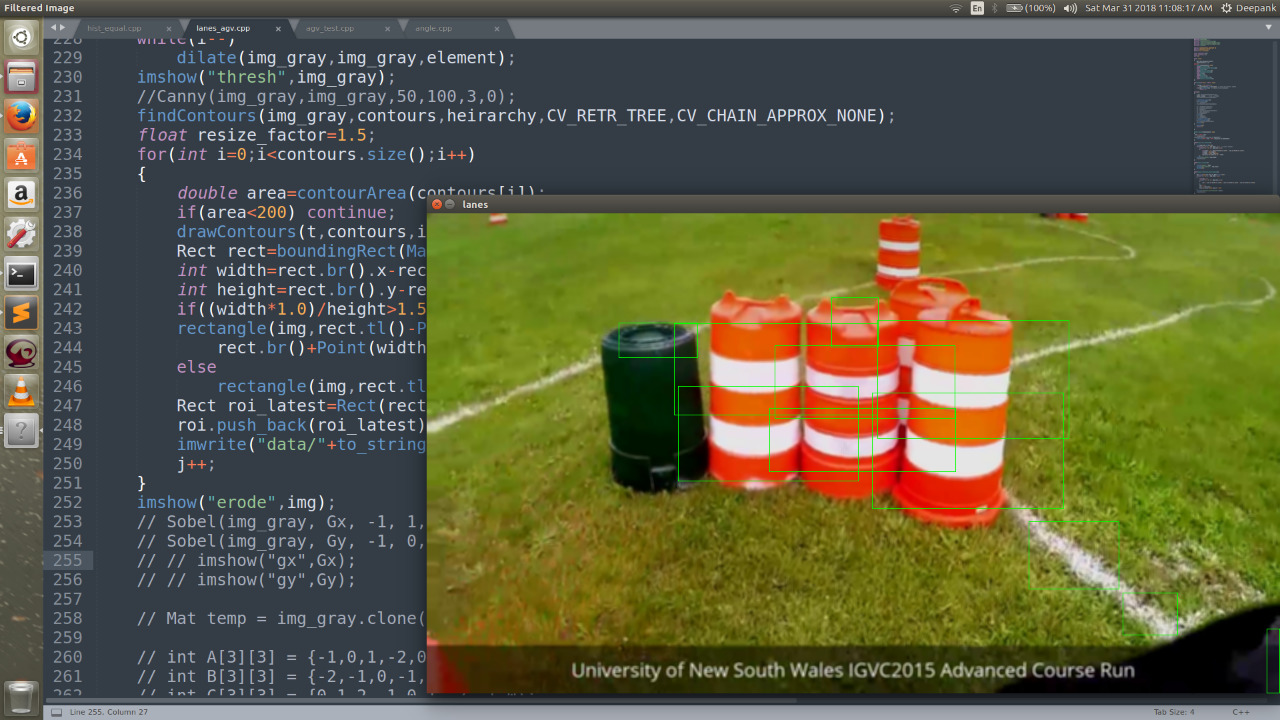 Filtered Image
En
(100%)
Sat Mar 31 2018 11:08:17 AM
Deepank
hist_equal.cpp
lanes_agv.cpp
agv_test.cpp
angle.cpp
228 while(i--)
229 dilate(img_gray,img_gray,element);
230 imshow("thresh",img_gray);
231 //Canny(img_gray,img_gray,50,100,3,0);
232 findContours(img_gray,contours,heirarchy,CV_RETR_TREE,CV_CHAIN_APPROX_NONE);
233 float resize_factor=1.5;
234 for(int i=0;i<contours.size();i++)
235 {
236 double area=contourArea(contours[i]);
237 if(area<200) continue;
238 drawContours(t,contours,i
239 Rect rect=boundingRect(Ma
240 int width=rect.br().x-rec
241 int height=rect.br().y-re
242 if((width*1.0)/height>1.5
243 rectangle(img,rect.tl()-P
244 rect.br()+Point(width
245 else
246 rectangle(img,rect.tl
247 Rect roi_latest=Rect(rect
248 roi.push_back(roi_latest)
249 imwrite("data/"+to_string
250 j++;
251 }
252 imshow("erode",img);
253 // Sobel(img_gray, Gx, -1, 1,
254 // Sobel(img_gray, Gy, -1, 0,
255 // // imshow("gx",Gx);
256 // // imshow("gy",Gy);
257
258 // Mat temp = img_gray.clone(
259
260 // int A[3][3] = {-1,0,1,-2,0
261 // int B[3][3] = {-2,-1,0,-1,
262
lanes
University of New South Wales IGVC2015 Advanced Course Run
Line 255, Column 27
Tab Size: 4
C++